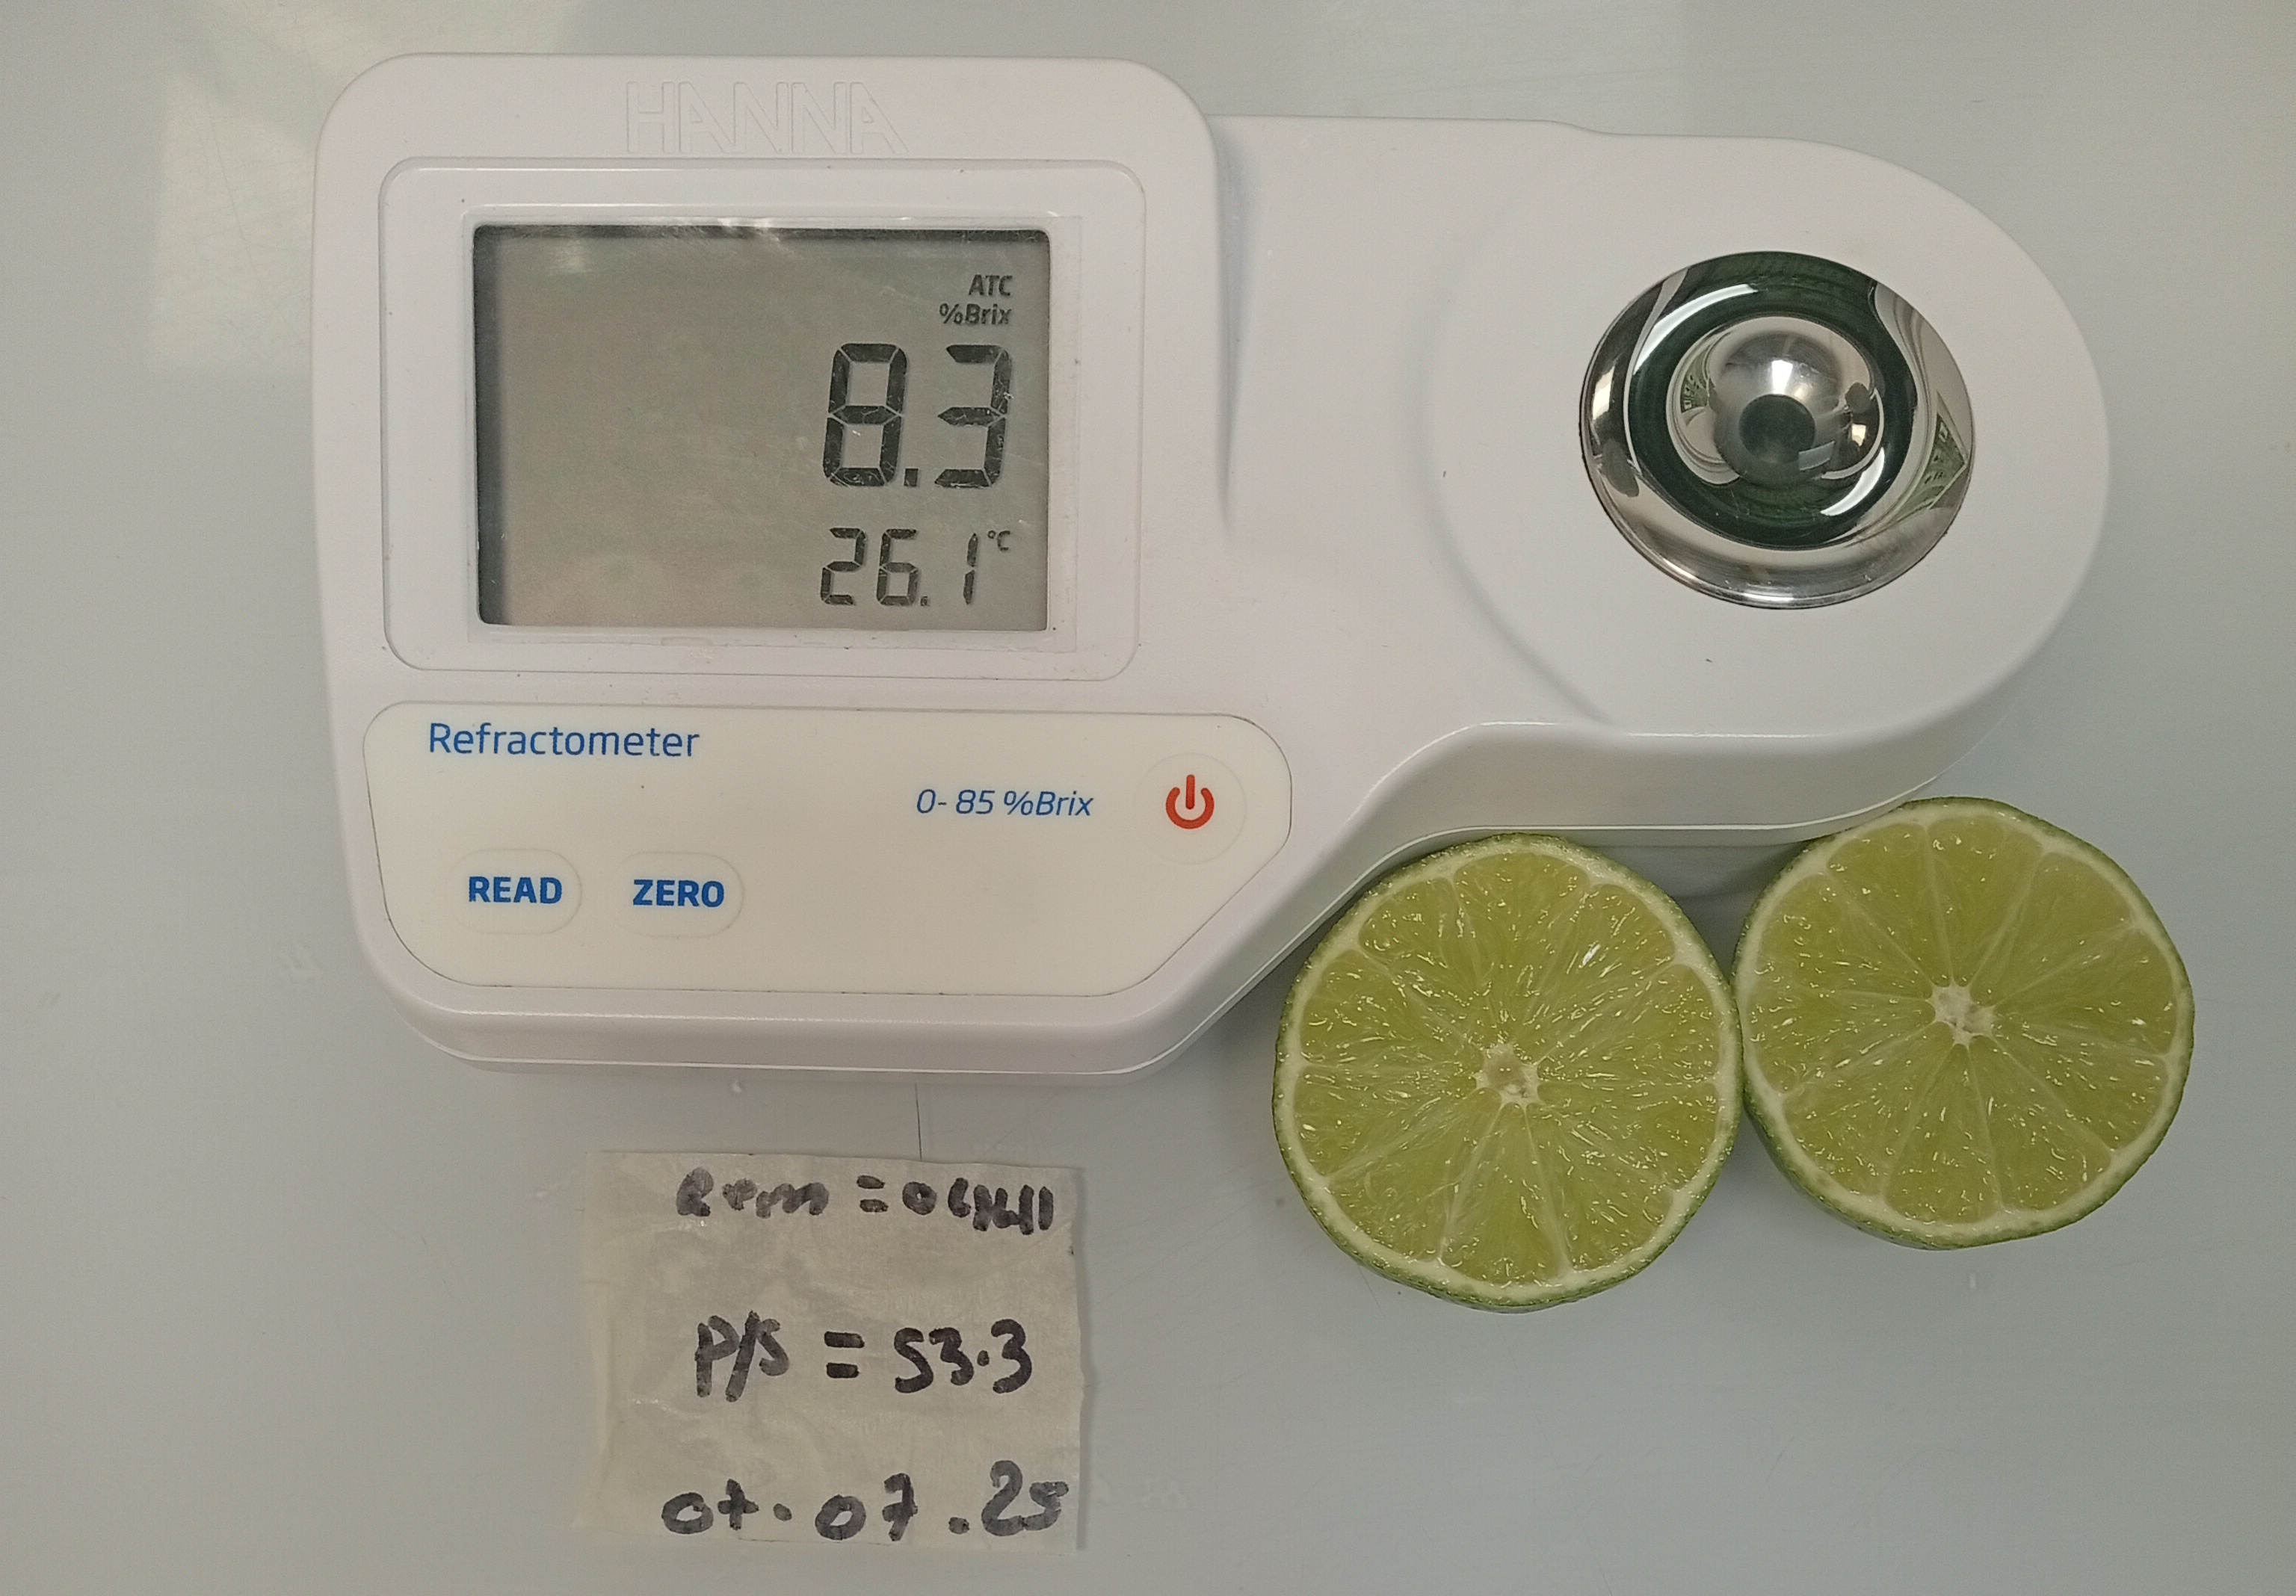 HANNA
ATC
%Brix
8.3
26.1 °C
Refractometer
0-85 %Brix
READ
ZERO
=
P/S = 53.3
07.07.25